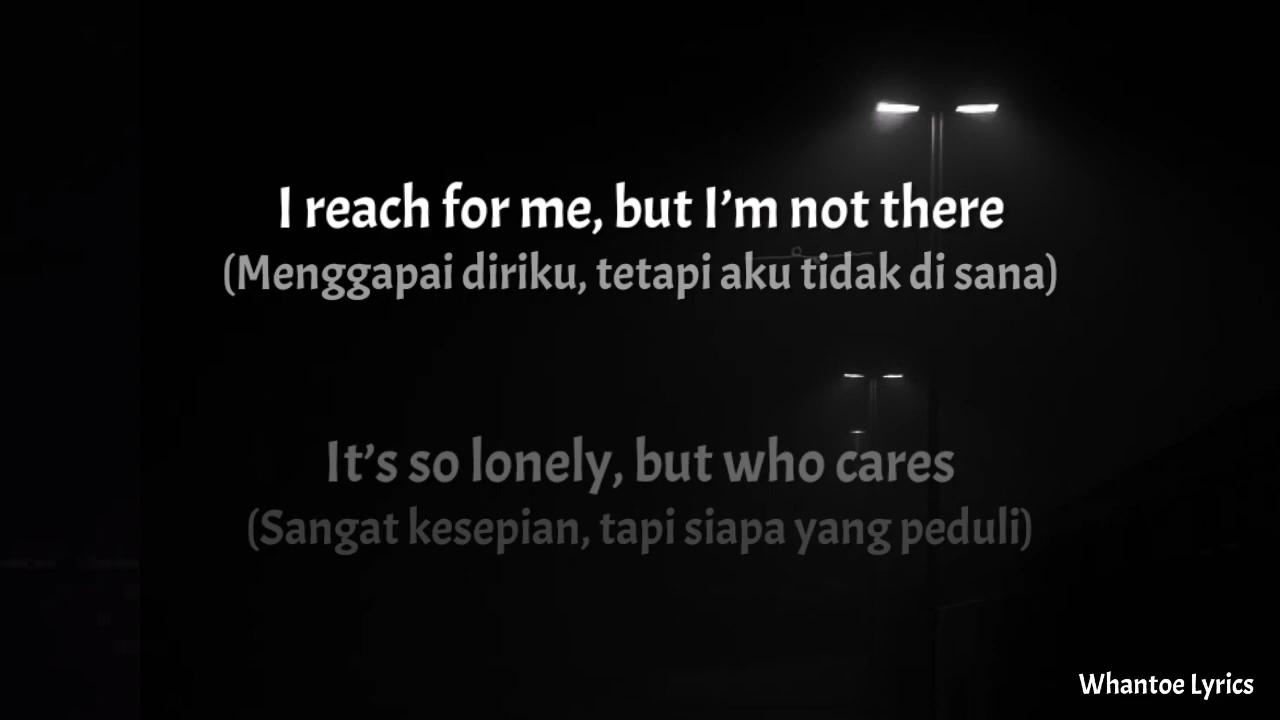 I reach for me, but I’m not there
(Menggapai diriku, tetapi aku tidak di sana)
It’s so lonely, but who cares
(Sangat kesepian, tapi siapa yang peduli)
Whantoe Lyrics